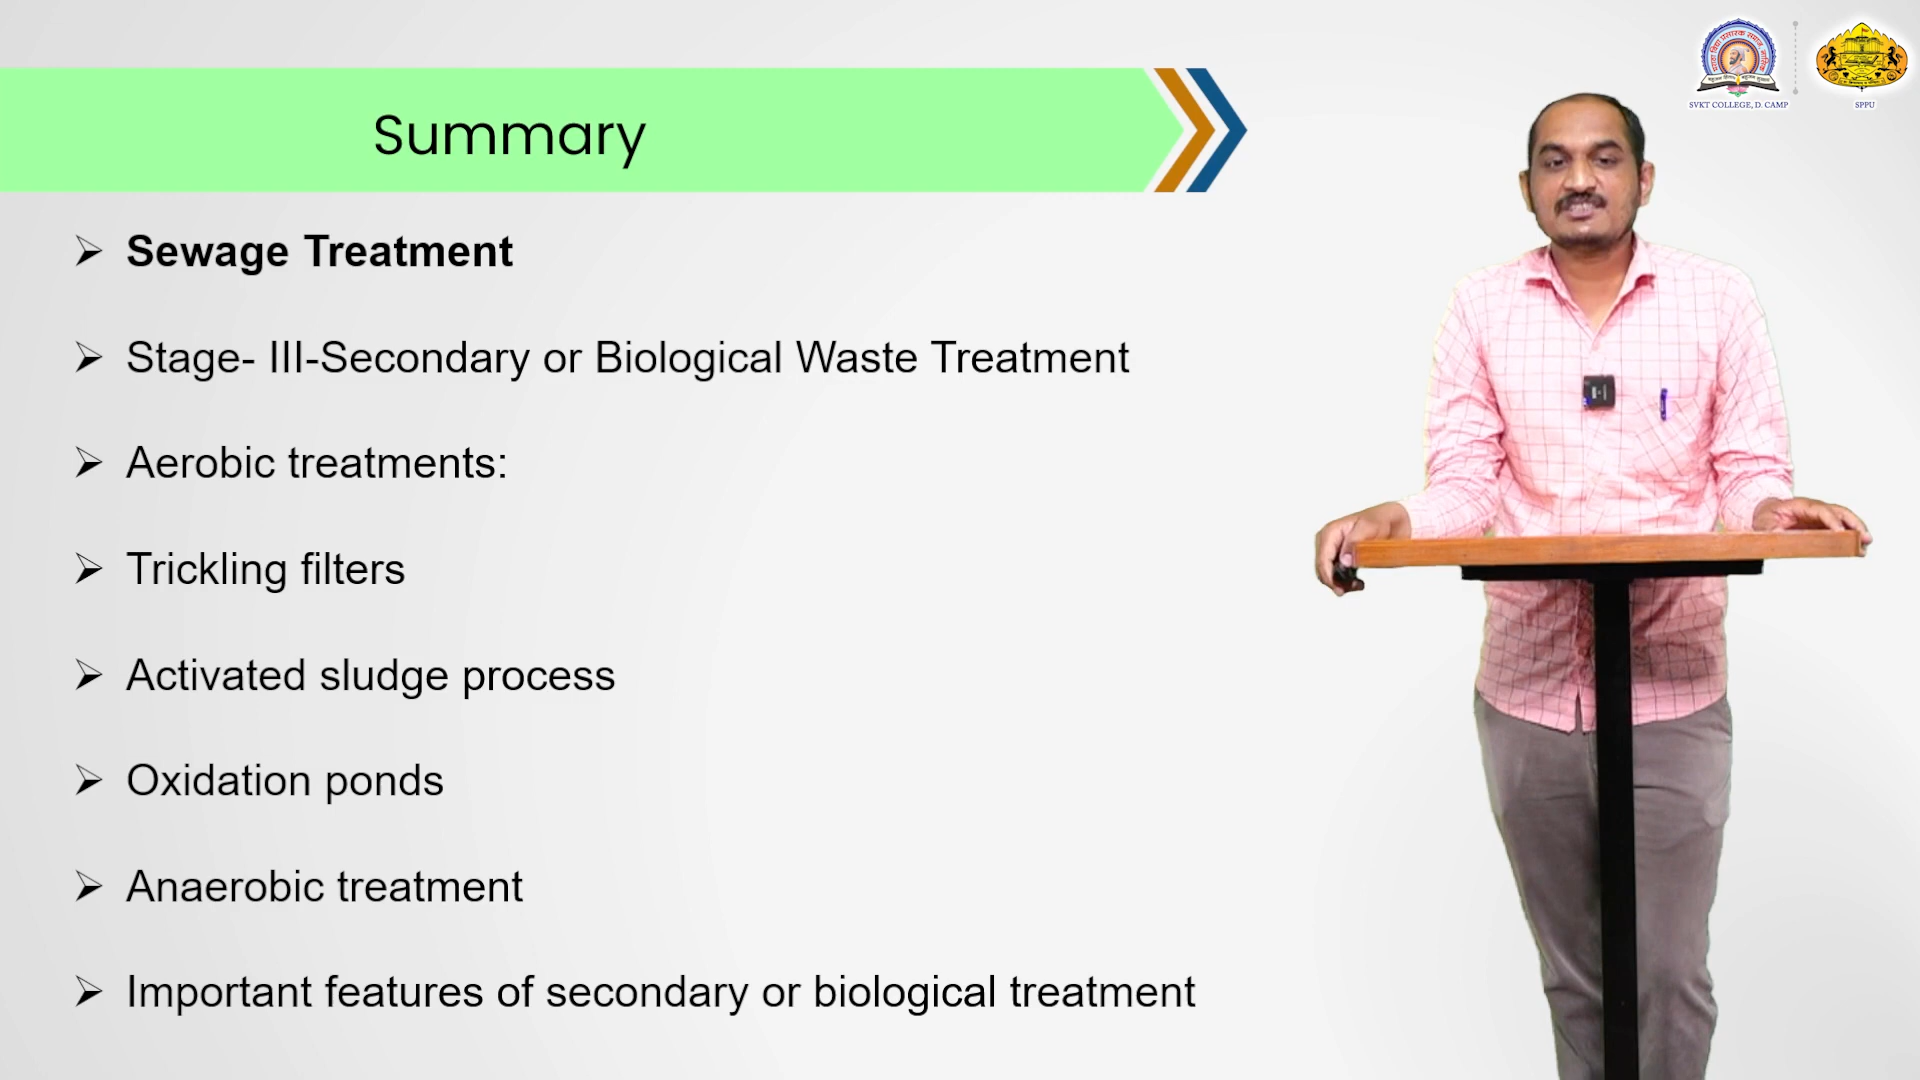 SVKT COLLEGE, D. CAMP
SPPU
Summary
Sewage Treatment
Stage- III-Secondary or Biological Waste Treatment
Aerobic treatments:
Trickling filters
Activated sludge process
Oxidation ponds
Anaerobic treatment
Important features of secondary or biological treatment